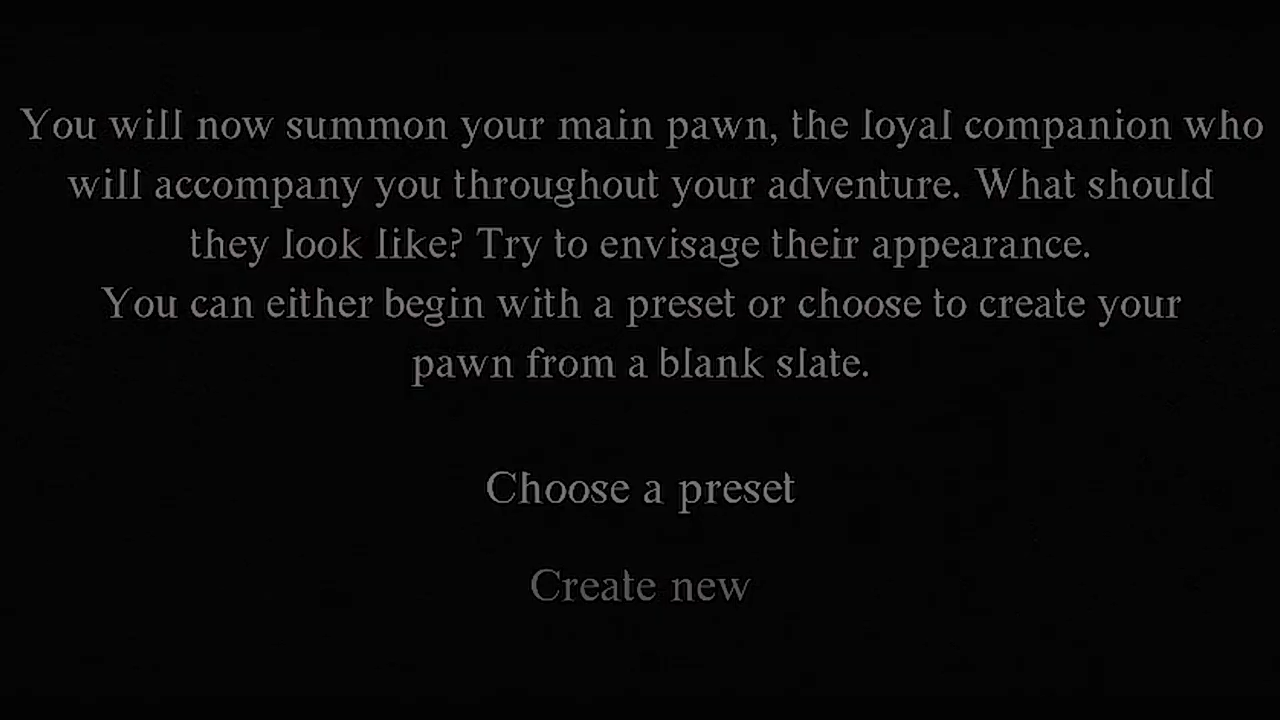 You will now summon your main pawn, the loyal companion who
will accompany you throughout your adventure. What should
they look like? Try to envisage their appearance.
You can either begin with a preset or choose to create your
pawn from a blank slate.
Choose a preset
Create new